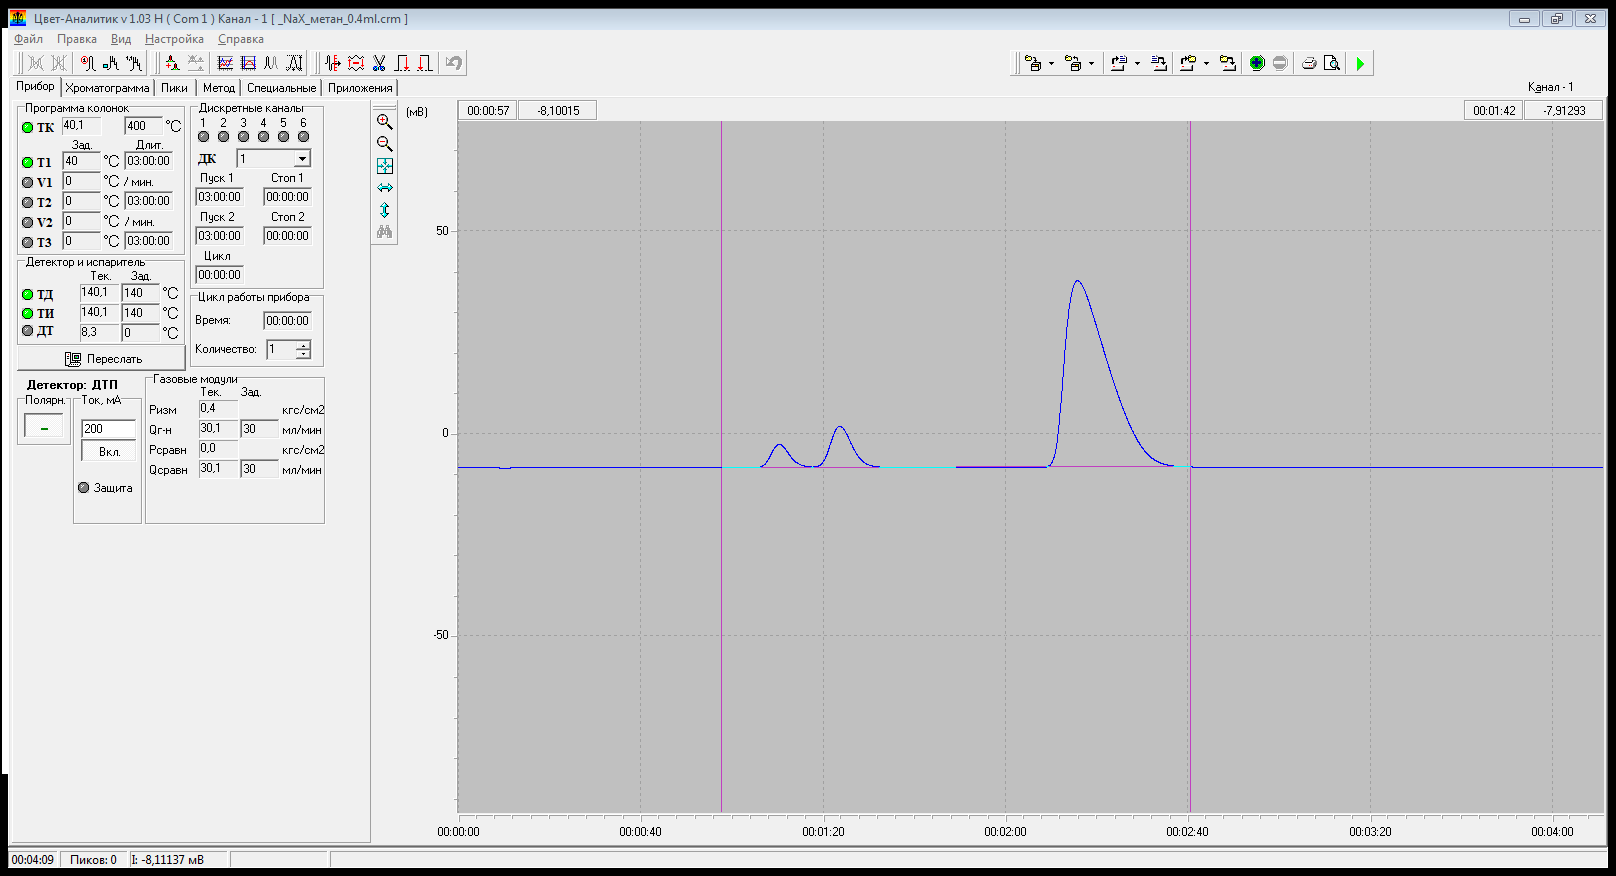 Цвет-Аналитик v 1.03 H ( Com 1 ) Канал - 1 [ _NaX_метан_0.4ml.crm ]
Файл Правка Вид Настройка Справка
Прибор Хроматограмма Пики Метод Специальные Приложения
Канал - 1
Программа колонок
ТК 40,1 400 °C
Зад. Длит.
Т1 40 °C 03:00:00
V1 0 °C / мин.
Т2 0 °C 03:00:00
V2 0 °C / мин.
Т3 0 °C 03:00:00
Детектор и испаритель
Тек. Зад.
ТД 140,1 140 °C
ТИ 140,1 140 °C
ДТ 8,3 0 °C
Переслать
Детектор: ДТП
Полярн.
-
Ток, мА
200
Вкл.
Защита
Дискретные каналы
1 2 3 4 5 6
ДК 1
Пуск 1 Стоп 1
03:00:00 00:00:00
Пуск 2 Стоп 2
03:00:00 00:00:00
Цикл
00:00:00
Цикл работы прибора
Время: 00:00:00
Количество: 1
Газовые модули
Тек. Зад.
Pизм 0,4 кгс/см2
Qг-н 30,1 30 мл/мин
Pсравн 0,0 кгс/см2
Qсравн 30,1 30 мл/мин
(мВ) 00:00:57 -8,10015 00:01:42 -7,91293
50
0
-50
00:00:00 00:00:40 00:01:20 00:02:00 00:02:40 00:03:20 00:04:00
00:04:09 Пиков: 0 I: -8,11137 мВ